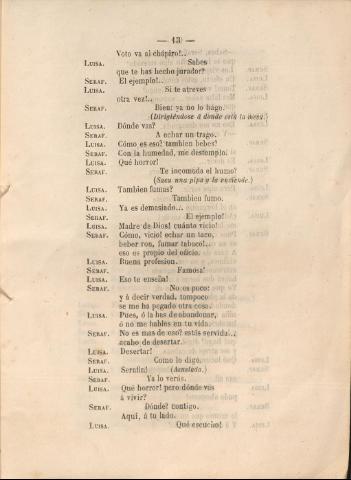 — 13 —
Voto va al chápiro!..
LUISA. Sabes
que te has hecho jurador?
SERAF. El ejemplo!..
LUISA. Si te atreves
otra vez!..
SERAF. Bien: ya no lo hago.
(Dirigiéndose á donde está la mesa.)
LUISA. Dónde vas?
SERAF. A echar un trago.
LUISA. Cómo es eso? tambien bebes?
SERAF. Con la humedad, me destemplo.
LUISA. Qué horror!
SERAF. Te incomoda el humo?
(Saca una pipa y la enciende.)
LUISA. Tambien fumas?
SERAF. Tambien fumo.
LUISA. Ya es demasiado...
SERAF. El ejemplo!
LUISA. Madre de Dios! cuánto vicio!
SERAF. Cómo, vicio! echar un taco,
beber ron, fumar tabaco!..
eso es propio del oficio.
LUISA. Buena profesion.
SERAF. Famosa!
LUISA. Eso te enseña!
SERAF. No es poco:
y á decir verdad, tampoco
se me ha pegado otra cosa.
LUISA. Pues, ó la has de abandonar,
ó no me hables en tu vida.
SERAF. No es mas de eso? estás servida...
acabo de desertar.
LUISA. Desertar!
SERAF. Como lo digo.
LUISA. Serafin! (Asustada.)
SERAF. Ya lo verás.
LUISA. Qué horror! pero dónde vás
á vivir?
SERAF. Dónde? contigo.
Aquí, á tu lado.
LUISA. Qué escucho!